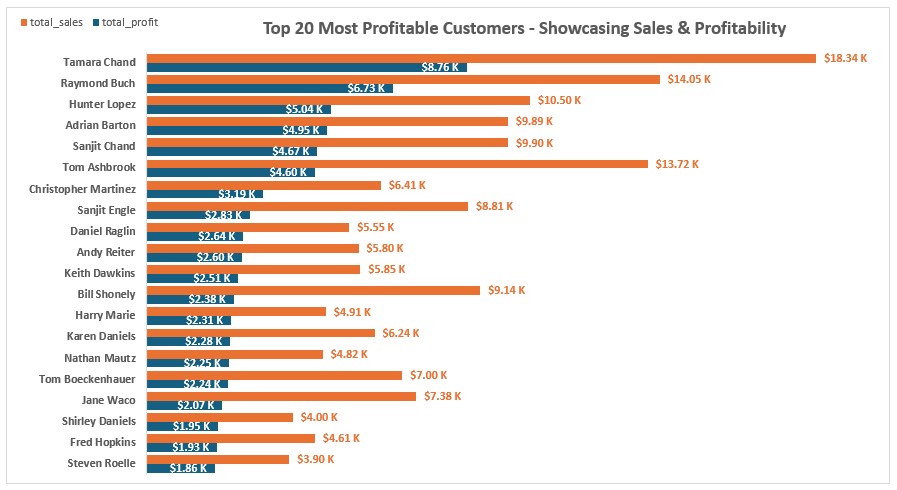 total_sales total_profit
Top 20 Most Profitable Customers - Showcasing Sales & Profitability
Tamara Chand $18.34 K
$8.76 K
Raymond Buch $14.05 K
$6.73 K
Hunter Lopez $10.50 K
$5.04 K
Adrian Barton $9.89 K
$4.95 K
Sanjit Chand $9.90 K
$4.67 K
Tom Ashbrook $13.72 K
$4.60 K
Christopher Martinez $6.41 K
$3.19 K
Sanjit Engle $8.81 K
$2.83 K
Daniel Raglin $5.55 K
$2.64 K
Andy Reiter $5.80 K
$2.60 K
Keith Dawkins $5.85 K
$2.51 K
Bill Shonely $9.14 K
$2.38 K
Harry Marie $4.91 K
$2.31 K
Karen Daniels $6.24 K
$2.28 K
Nathan Mautz $4.82 K
$2.25 K
Tom Boeckenhauer $7.00 K
$2.24 K
Jane Waco $7.38 K
$2.07 K
Shirley Daniels $4.00 K
$1.95 K
Fred Hopkins $4.61 K
$1.93 K
Steven Roelle $3.90 K
$1.86 K